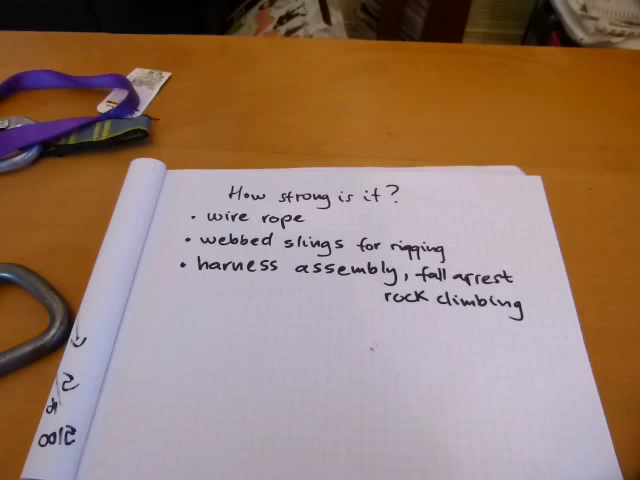 How strong is it?
• wire rope
• webbed slings for rigging
• harness assembly, fall arrest
rock climbing